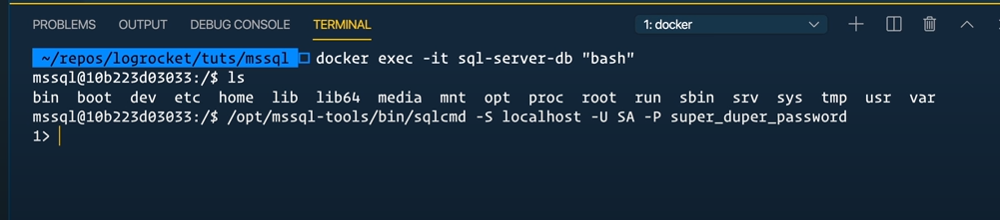 PROBLEMS OUTPUT DEBUG CONSOLE TERMINAL 1: docker
~/repos/logrocket/tuts/mssql docker exec -it sql-server-db "bash"
mssql@10b223d03033:/$ ls
bin boot dev etc home lib lib64 media mnt opt proc root run sbin srv sys tmp usr var
mssql@10b223d03033:/$ /opt/mssql-tools/bin/sqlcmd -S localhost -U SA -P super_duper_password
1>